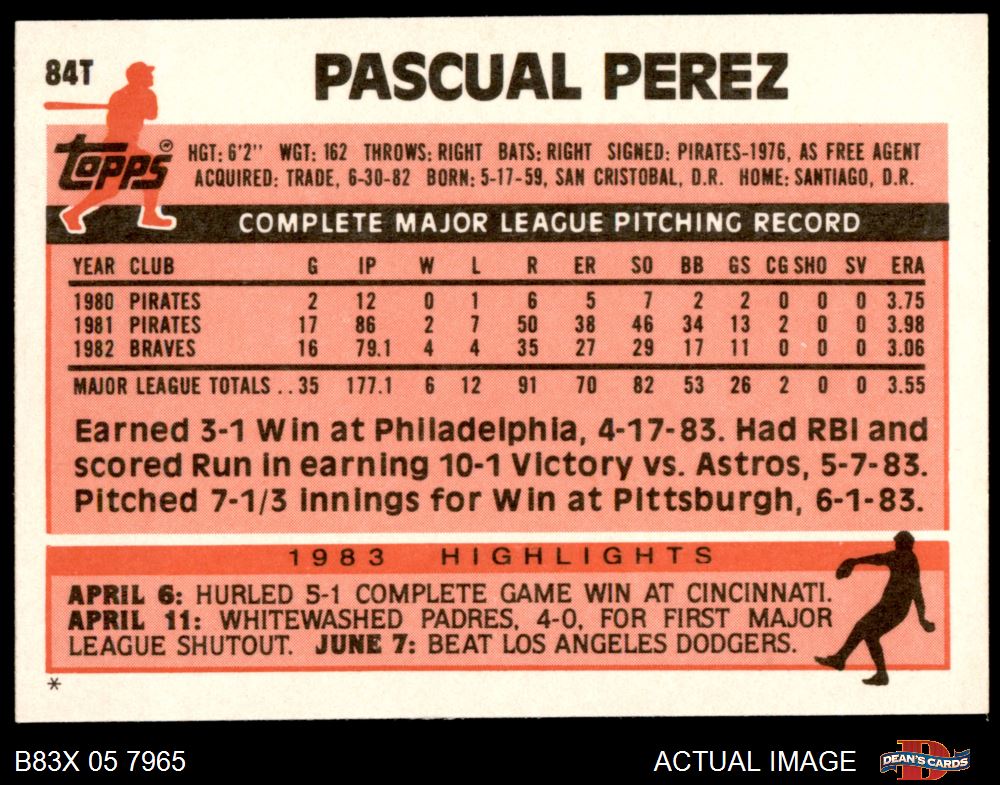 84T
PASCUAL PEREZ
topps ®
HGT: 6'2" WGT: 162 THROWS: RIGHT BATS: RIGHT SIGNED: PIRATES-1976, AS FREE AGENT
ACQUIRED: TRADE, 6-30-82 BORN: 5-17-59, SAN CRISTOBAL, D.R. HOME: SANTIAGO, D.R.
COMPLETE MAJOR LEAGUE PITCHING RECORD
YEAR CLUB G IP W L R ER SO BB GS CG SHO SV ERA
1980 PIRATES 2 12 0 1 6 5 7 2 2 0 0 0 3.75
1981 PIRATES 17 86 2 7 50 38 46 34 13 2 0 0 3.98
1982 BRAVES 16 79.1 4 4 35 27 29 17 11 0 0 0 3.06
MAJOR LEAGUE TOTALS .. 35 177.1 6 12 91 70 82 53 26 2 0 0 3.55
Earned 3-1 Win at Philadelphia, 4-17-83. Had RBI and
scored Run in earning 10-1 Victory vs. Astros, 5-7-83.
Pitched 7-1/3 innings for Win at Pittsburgh, 6-1-83.
1983 HIGHLIGHTS
APRIL 6: HURLED 5-1 COMPLETE GAME WIN AT CINCINNATI.
APRIL 11: WHITEWASHED PADRES, 4-0, FOR FIRST MAJOR
LEAGUE SHUTOUT. JUNE 7: BEAT LOS ANGELES DODGERS.
*
B83X 05 7965 ACTUAL IMAGE D DEAN'S CARDS